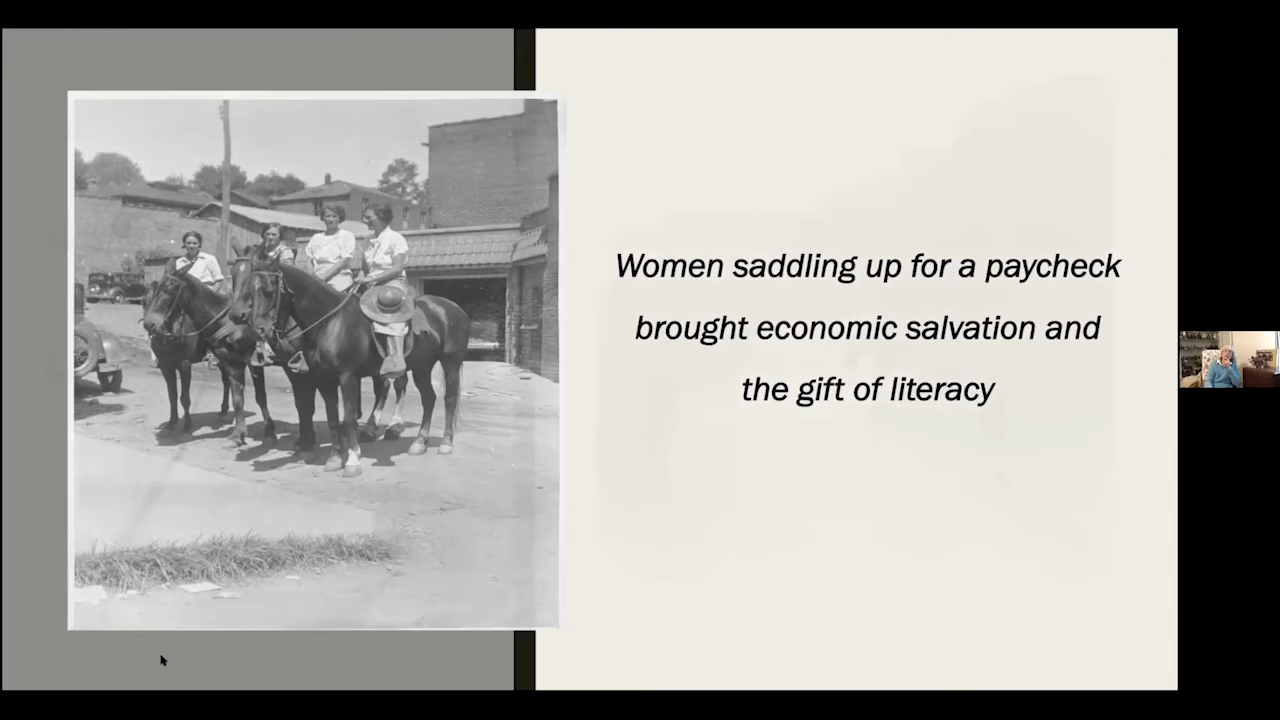 Women saddling up for a paycheck
brought economic salvation and
the gift of literacy